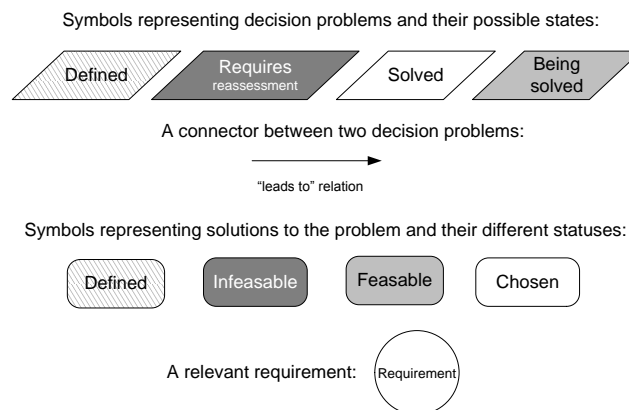 Symbols representing decision problems and their possible states:
Defined
Requires
reassessment
Solved
Being
solved
A connector between two decision problems:
“leads to” relation
Symbols representing solutions to the problem and their different statuses:
Defined
Infeasable
Feasable
Chosen
A relevant requirement:
Requirement